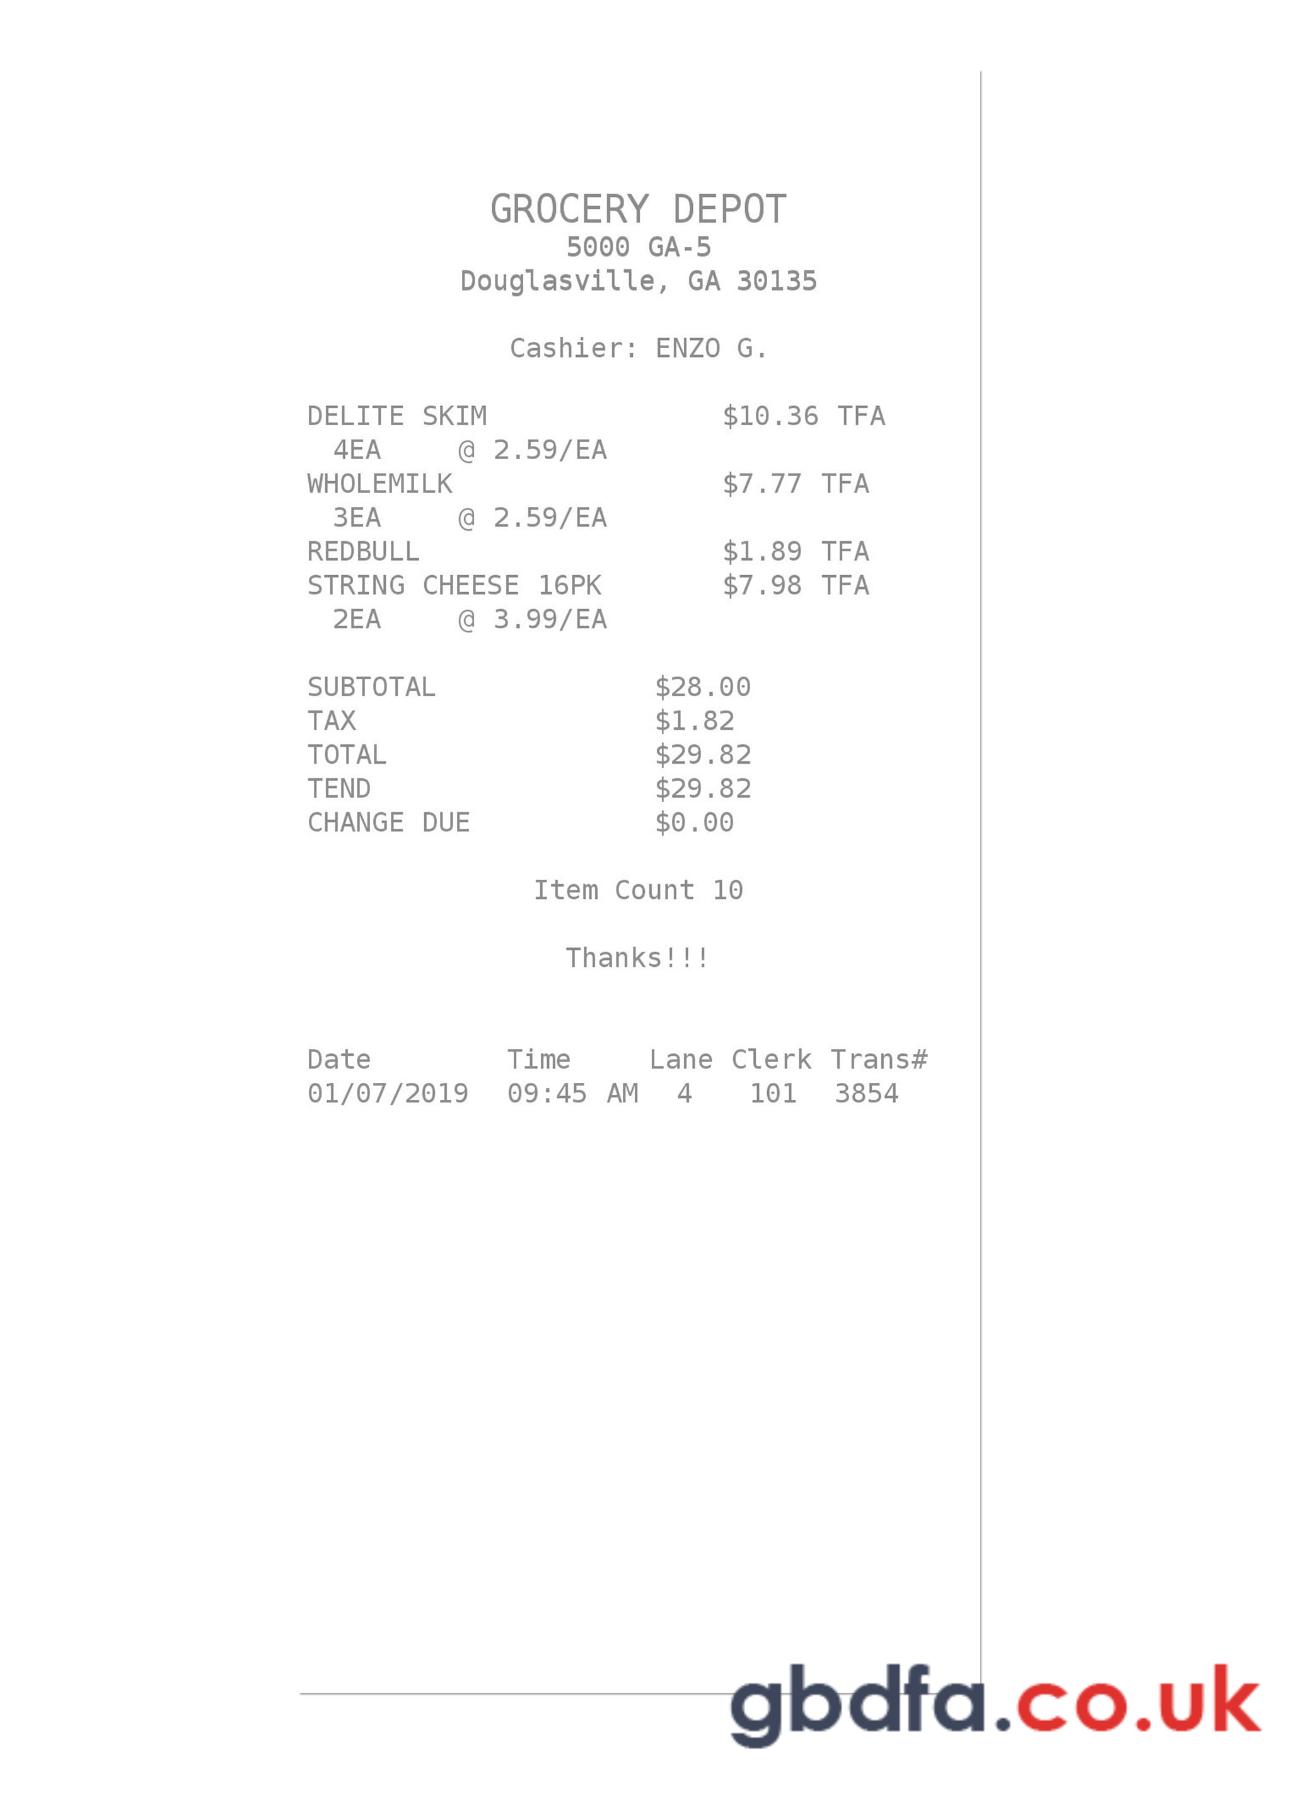 GROCERY DEPOT
5000 GA-5
Douglasville, GA 30135
Cashier: ENZO G.
DELITE SKIM $10.36 TFA
4EA @ 2.59/EA
WHOLEMILK $7.77 TFA
3EA @ 2.59/EA
REDBULL $1.89 TFA
STRING CHEESE 16PK $7.98 TFA
2EA @ 3.99/EA
SUBTOTAL $28.00
TAX $1.82
TOTAL $29.82
TEND $29.82
CHANGE DUE $0.00
Item Count 10
Thanks!!!
Date Time Lane Clerk Trans#
01/07/2019 09:45 AM 4 101 3854
gbdfa.co.uk